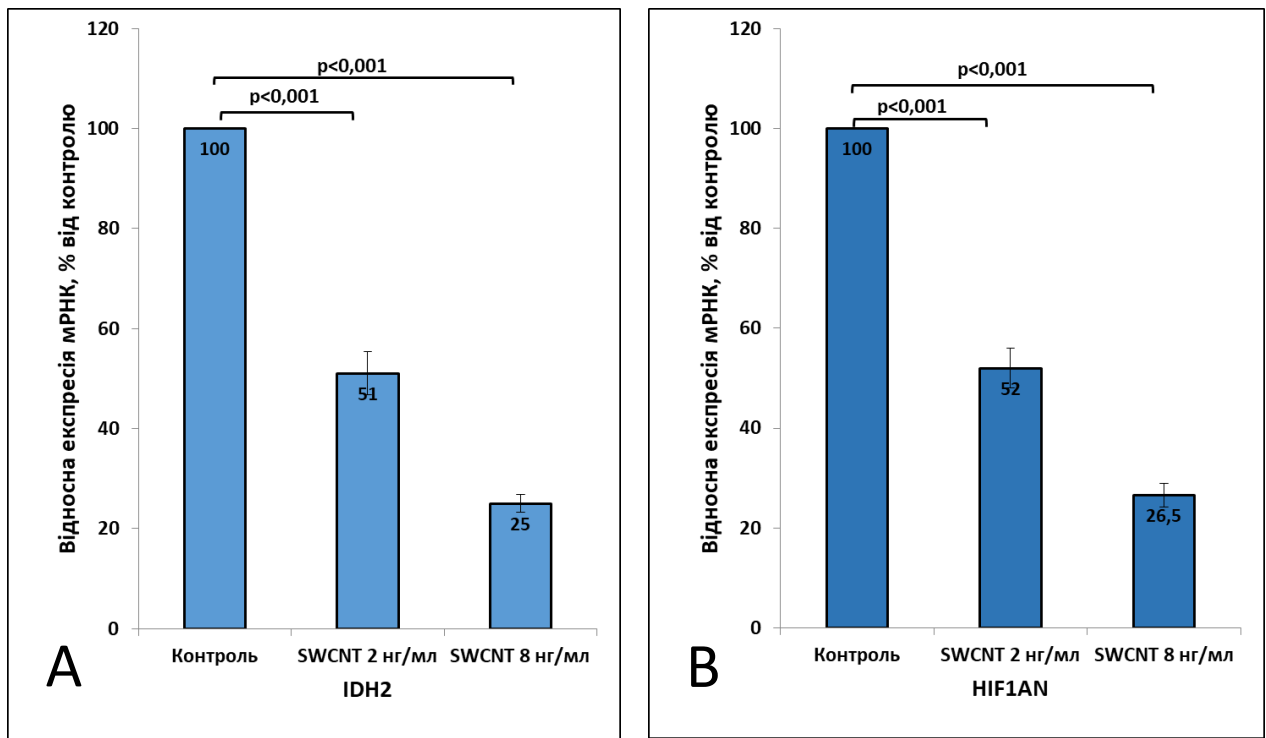 120
100
80
60
40
20
0
Відносна експресія мРНК, % від контролю
p<0,001
p<0,001
100
51
25
Контроль
SWCNT 2 нг/мл
SWCNT 8 нг/мл
IDH2
A
120
100
80
60
40
20
0
Відносна експресія мРНК, % від контролю
p<0,001
p<0,001
100
52
26,5
Контроль
SWCNT 2 нг/мл
SWCNT 8 нг/мл
HIF1AN
B